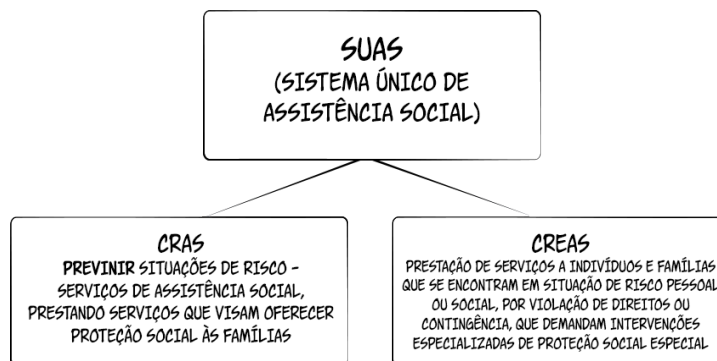 SUAS
(SISTEMA ÚNICO DE
ASSISTÊNCIA SOCIAL)
CRAS
PREVINIR SITUAÇÕES DE RISCO -
SERVIÇOS DE ASSISTÊNCIA SOCIAL,
PRESTANDO SERVIÇOS QUE VISAM OFERECER
PROTEÇÃO SOCIAL ÀS FAMÍLIAS
CREAS
PRESTAÇÃO DE SERVIÇOS A INDIVÍDUOS E FAMÍLIAS
QUE SE ENCONTRAM EM SITUAÇÃO DE RISCO PESSOAL
OU SOCIAL, POR VIOLAÇÃO DE DIREITOS OU
CONTINGÊNCIA, QUE DEMANDAM INTERVENÇÕES
ESPECIALIZADAS DE PROTEÇÃO SOCIAL ESPECIAL